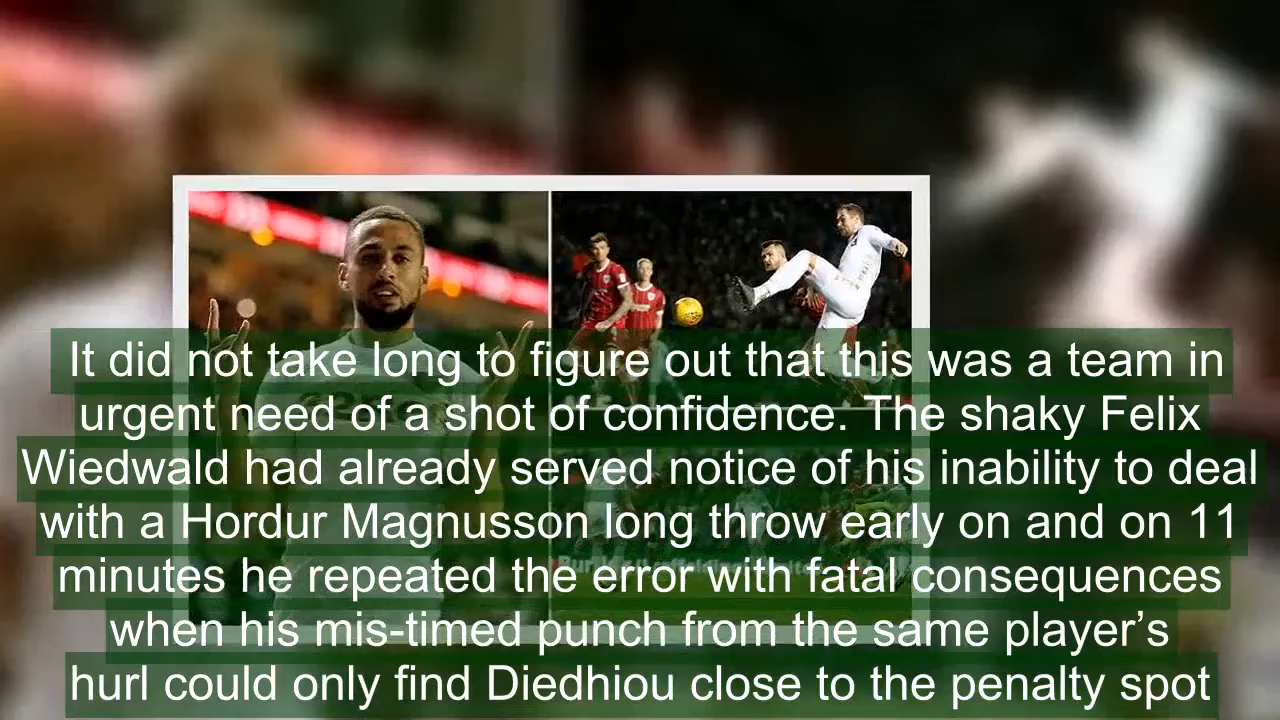 It did not take long to figure out that this was a team in
urgent need of a shot of confidence. The shaky Felix
Wiedwald had already served notice of his inability to deal
with a Hordur Magnusson long throw early on and on 11
minutes he repeated the error with fatal consequences
when his mis-timed punch from the same player’s
hurl could only find Diedhiou close to the penalty spot